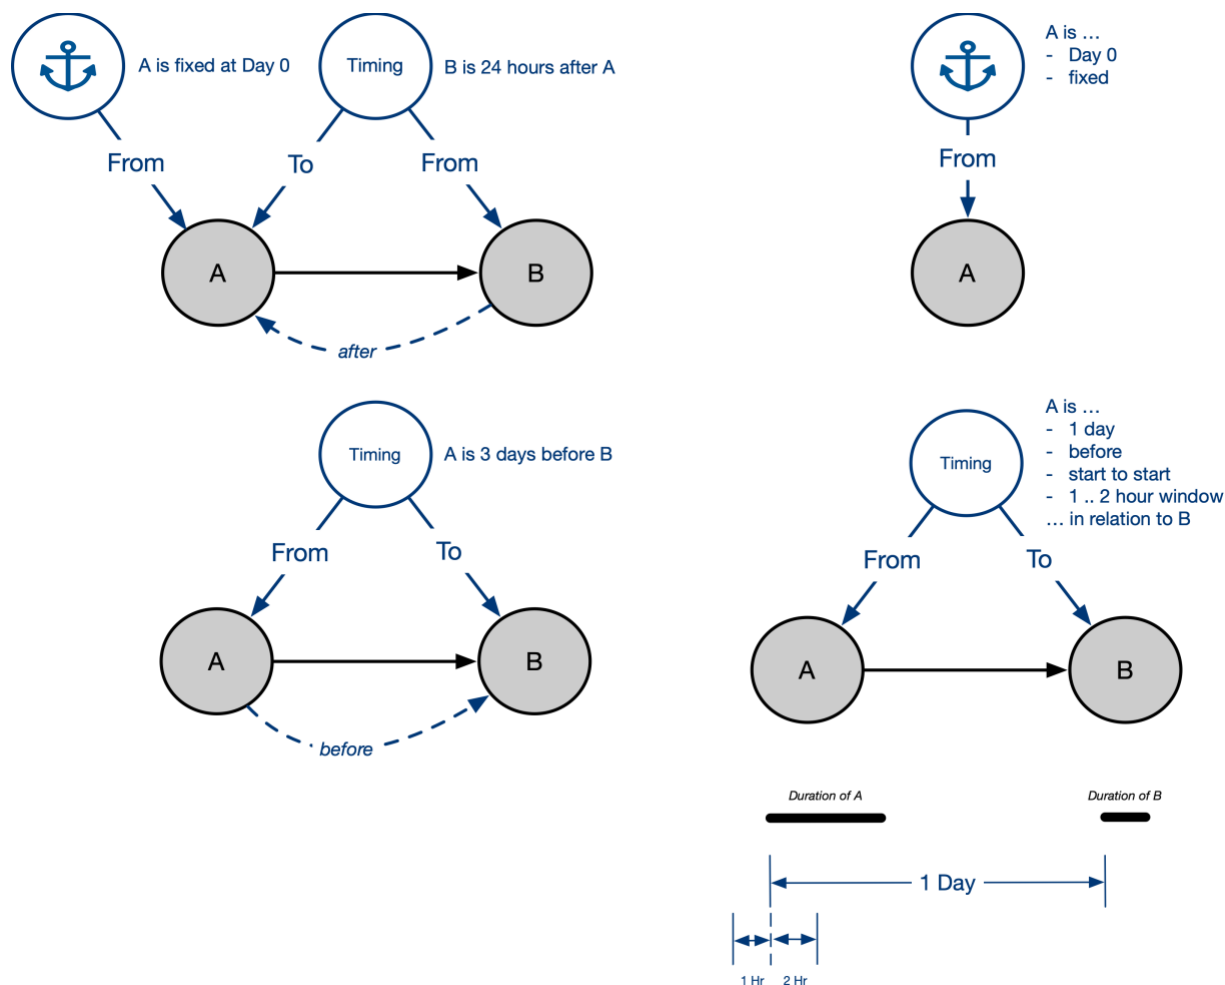 A is fixed at Day 0
Timing
B is 24 hours after A
From
To
From
A
B
after
A is ...
- Day 0
- fixed
From
A
Timing
A is 3 days before B
From
To
A
B
before
A is ...
- 1 day
- before
- start to start
- 1 .. 2 hour window
... in relation to B
Timing
From
To
A
B
Duration of A
Duration of B
1 Day
1 Hr
2 Hr